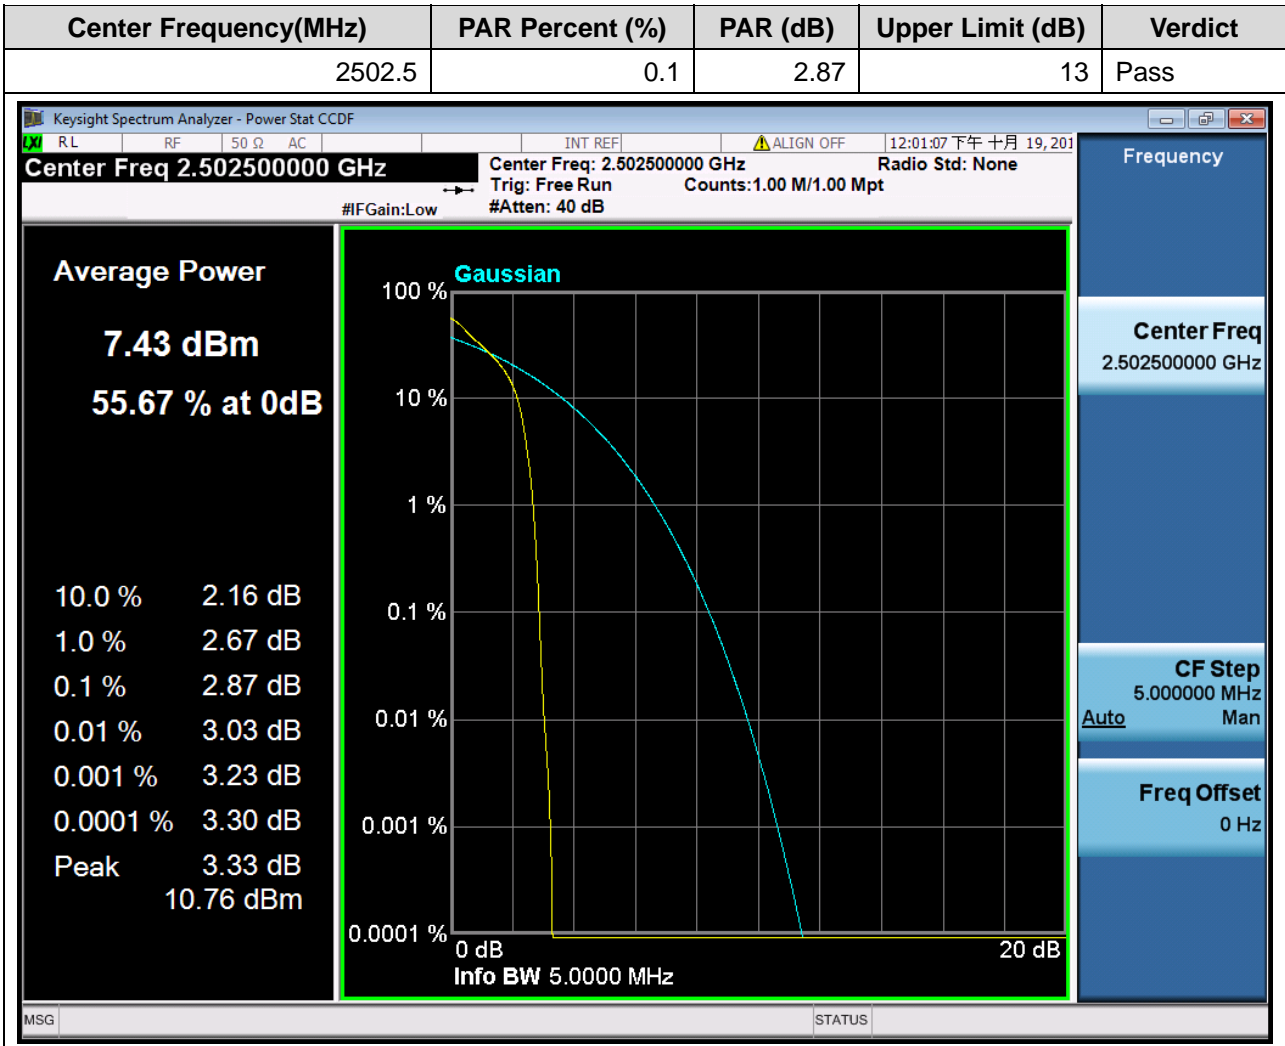 Center Frequency(MHz) PAR Percent (%) PAR (dB) Upper Limit (dB) Verdict
2502.5 0.1 2.87 13 Pass
Keysight Spectrum Analyzer - Power Stat CCDF
LXI RL RF 50 Ω AC INT REF ALIGN OFF 12:01:07 下午 十月 19, 201
Center Freq 2.502500000 GHz
Center Freq: 2.502500000 GHz Radio Std: None
Trig: Free Run Counts:1.00 M/1.00 Mpt
#IFGain:Low #Atten: 40 dB
Average Power
7.43 dBm
55.67 % at 0dB
10.0 % 2.16 dB
1.0 % 2.67 dB
0.1 % 2.87 dB
0.01 % 3.03 dB
0.001 % 3.23 dB
0.0001 % 3.30 dB
Peak 3.33 dB
10.76 dBm
Gaussian
100 %
10 %
1 %
0.1 %
0.01 %
0.001 %
0.0001 %
0 dB 20 dB
Info BW 5.0000 MHz
Frequency
Center Freq
2.502500000 GHz
CF Step
5.000000 MHz
Auto Man
Freq Offset
0 Hz
MSG STATUS